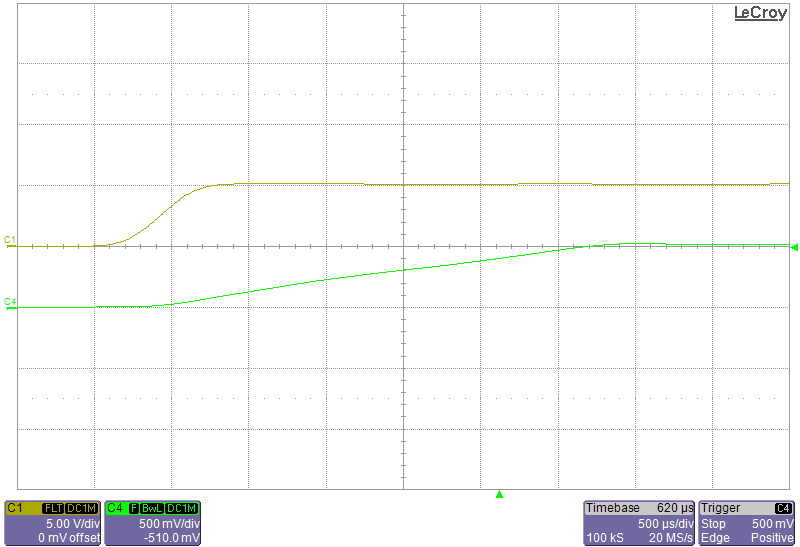 LeCroy
C1
C4
C1 FLT DC1M
5.00 V/div
0 mV offset
C4 F BwL DC1M
500 mV/div
-510.0 mV
Timebase 620 µs
500 µs/div
100 kS 20 MS/s
Trigger C4
Stop 500 mV
Edge Positive